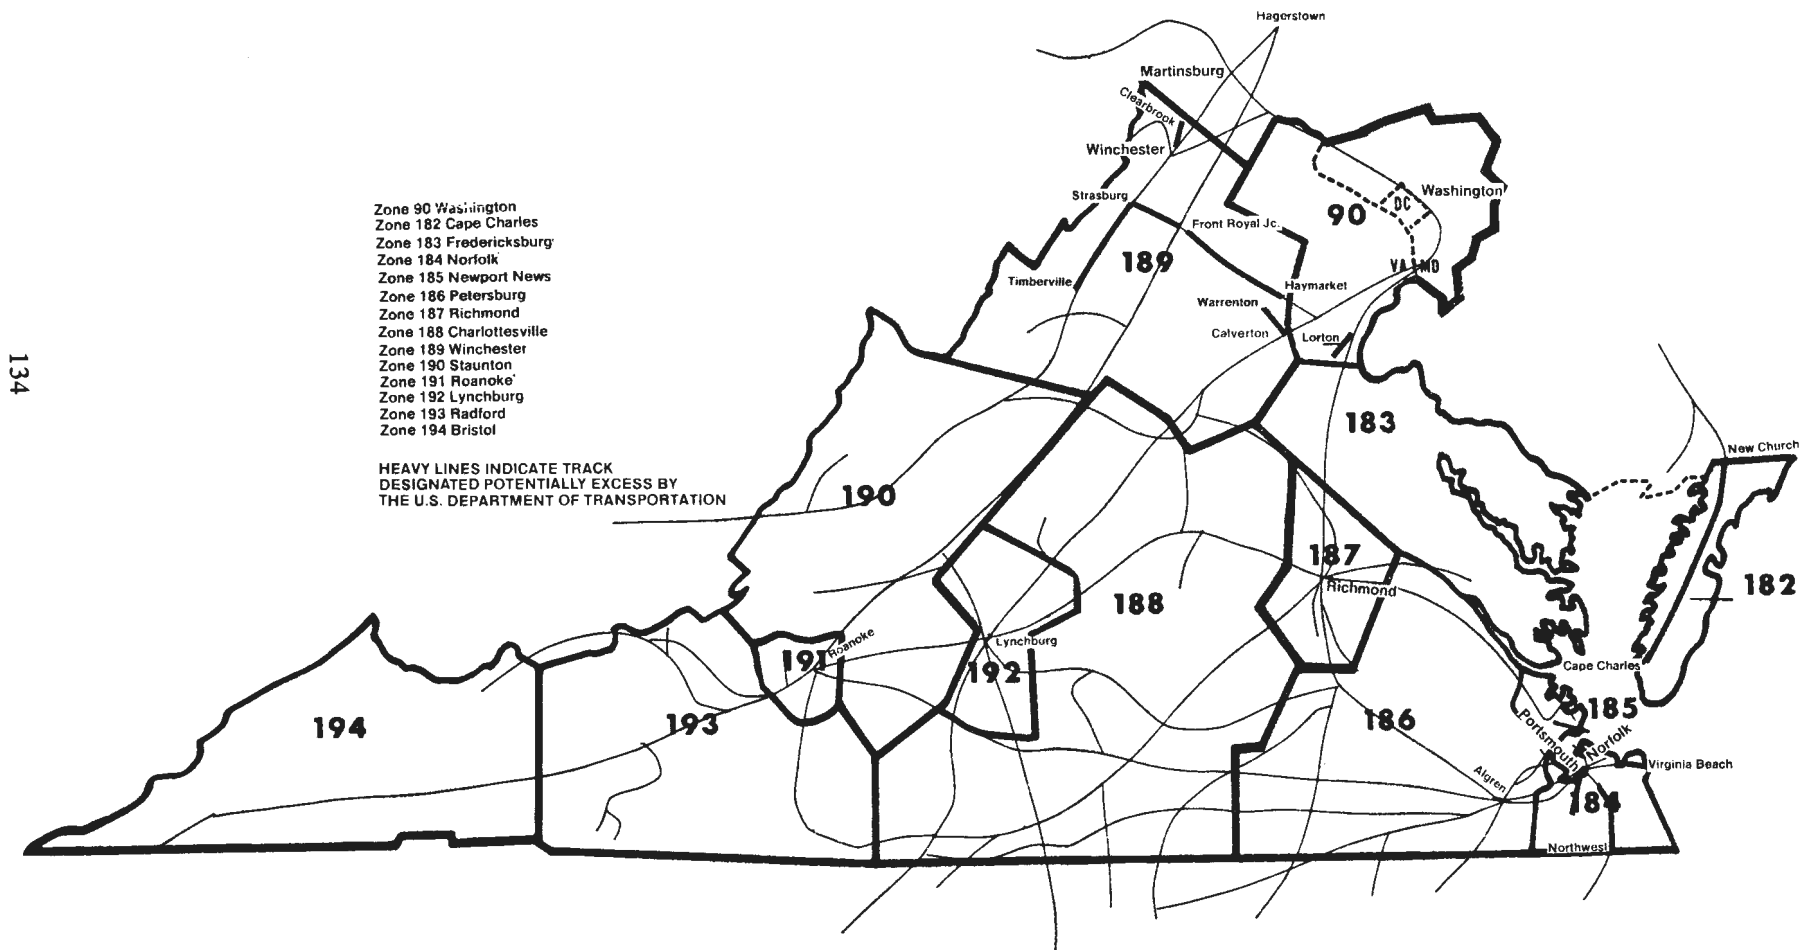 Hagerstown
Martinsburg
Clearbrook
Winchester
Strasburg
Washington
DC
90
Front Royal Jc.
189
VA MD
Timberville
Haymarket
Warrenton
Calverton
Lorton
Zone 90 Washington
Zone 182 Cape Charles
Zone 183 Fredericksburg
Zone 184 Norfolk
Zone 185 Newport News
Zone 186 Petersburg
Zone 187 Richmond
Zone 188 Charlottesville
Zone 189 Winchester
Zone 190 Staunton
Zone 191 Roanoke
Zone 192 Lynchburg
Zone 193 Radford
Zone 194 Bristol
HEAVY LINES INDICATE TRACK
DESIGNATED POTENTIALLY EXCESS BY
THE U.S. DEPARTMENT OF TRANSPORTATION
134
183
New Church
190
187
Richmond
182
188
Roanoke
191
Lynchburg
192
Cape Charles
194
193
186
185
Portsmouth
Norfolk
Virginia Beach
Algren
184
Northwest